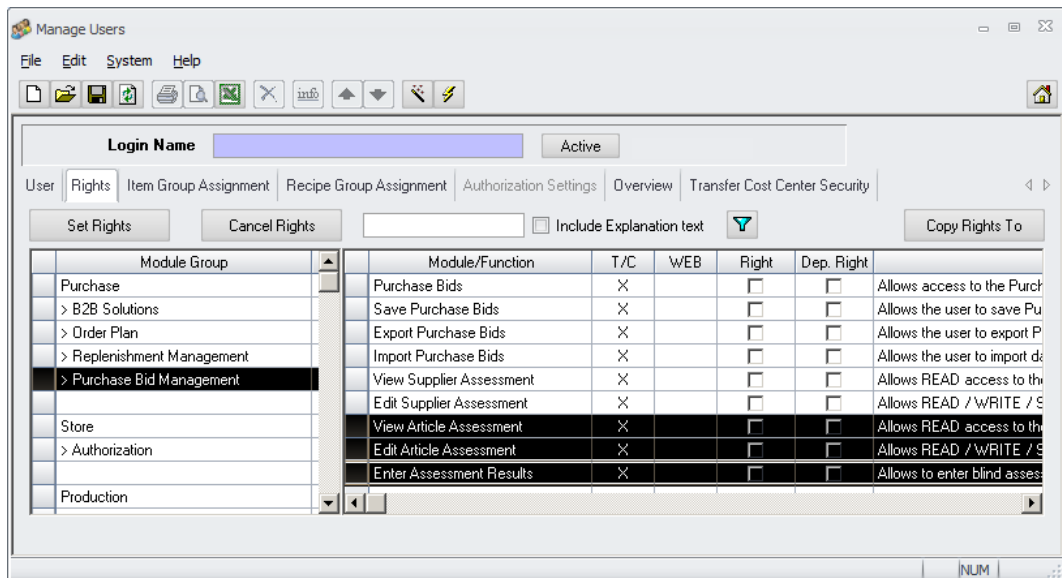 Manage Users
File Edit System Help
info
Login Name Active
User Rights Item Group Assignment Recipe Group Assignment Authorization Settings Overview Transfer Cost Center Security
Set Rights Cancel Rights Include Explanation text Copy Rights To
Module Group Module/Function T/C WEB Right Dep. Right
Purchase Purchase Bids X Allows access to the Purch
> B2B Solutions Save Purchase Bids X Allows the user to save Pu
> Order Plan Export Purchase Bids X Allows the user to export P
> Replenishment Management Import Purchase Bids X Allows the user to import da
> Purchase Bid Management View Supplier Assessment X Allows READ access to the
Edit Supplier Assessment X Allows READ / WRITE / S
Store View Article Assessment X Allows READ access to the
> Authorization Edit Article Assessment X Allows READ / WRITE / S
Enter Assessment Results X Allows to enter blind asses
Production
NUM